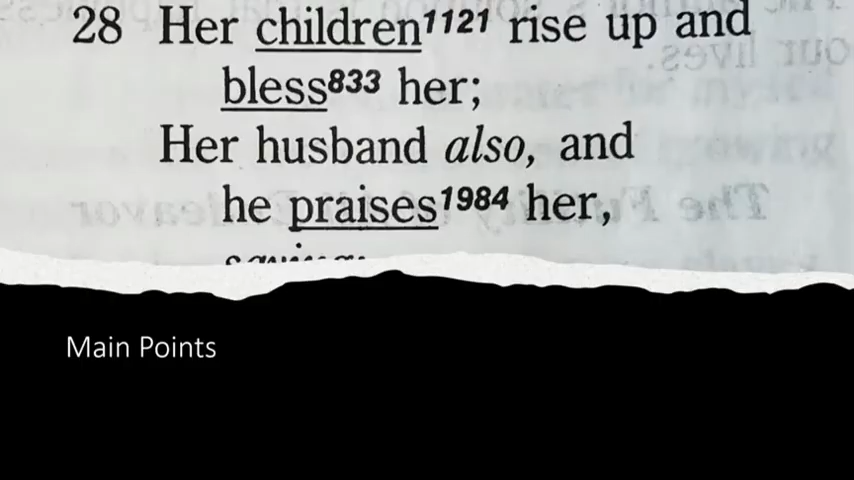 28 Her children1121 rise up and
bless833 her;
Her husband also, and
he praises1984 her,
Main Points